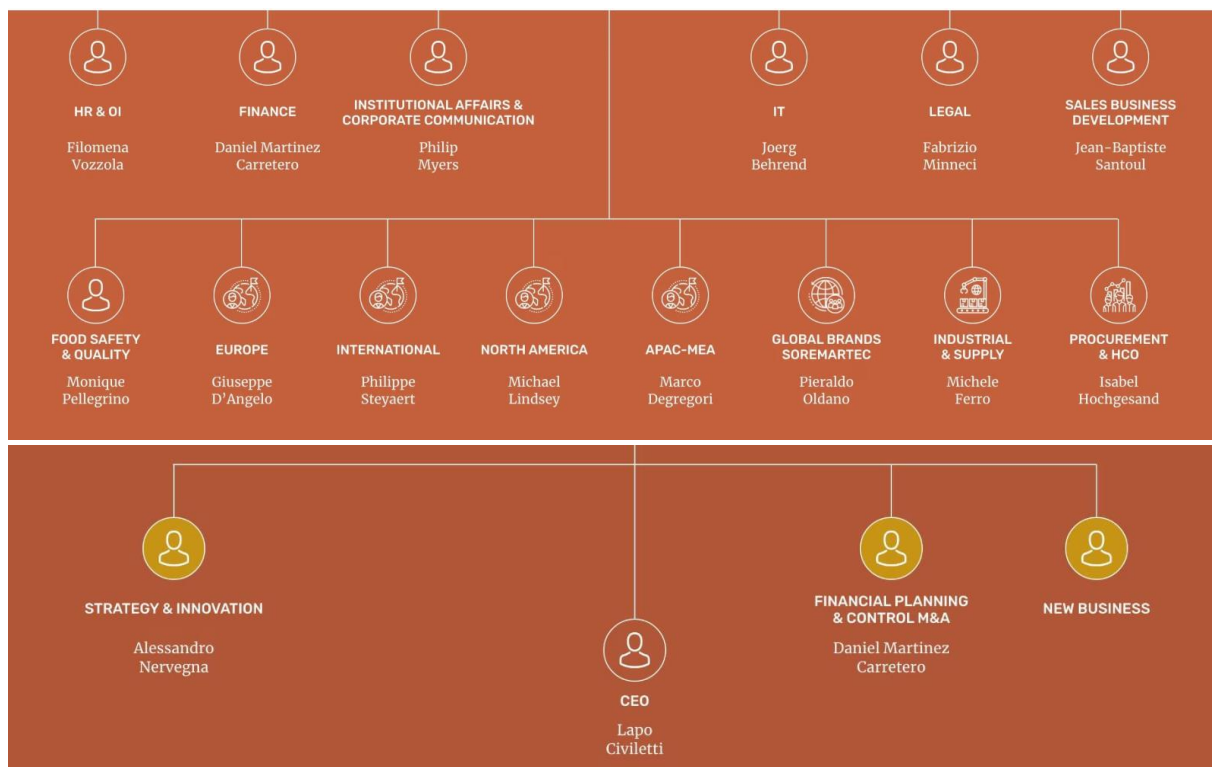 HR & OI
Filomena
Vozzola
FINANCE
Daniel Martinez
Carretero
INSTITUTIONAL AFFAIRS &
CORPORATE COMMUNICATION
Philip
Myers
IT
Joerg
Behrend
LEGAL
Fabrizio
Minneci
SALES BUSINESS
DEVELOPMENT
Jean-Baptiste
Santoul
FOOD SAFETY
& QUALITY
Monique
Pellegrino
EUROPE
Giuseppe
D’Angelo
INTERNATIONAL
Philippe
Steyaert
NORTH AMERICA
Michael
Lindsey
APAC-MEA
Marco
Degregori
GLOBAL BRANDS
SOREMARTEC
Pieraldo
Oldano
INDUSTRIAL
& SUPPLY
Michele
Ferro
PROCUREMENT
& HCO
Isabel
Hochgesand
STRATEGY & INNOVATION
Alessandro
Nervegna
CEO
Lapo
Civiletti
FINANCIAL PLANNING
& CONTROL M&A
Daniel Martinez
Carretero
NEW BUSINESS